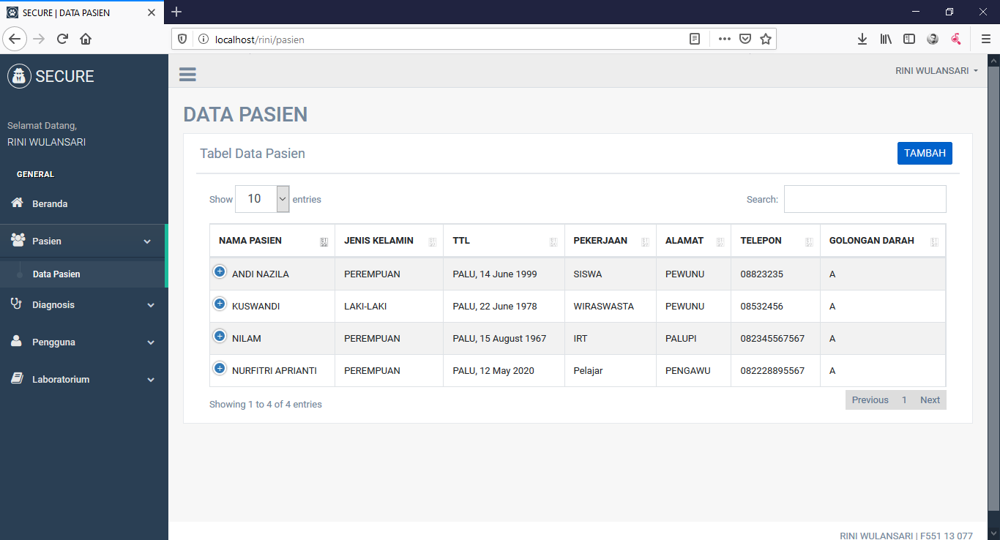 SECURE | DATA PASIEN
localhost/rini/pasien
SECURE
RINI WULANSARI
Selamat Datang,
RINI WULANSARI
GENERAL
Beranda
Pasien
Data Pasien
Diagnosis
Pengguna
Laboratorium
DATA PASIEN
Tabel Data Pasien TAMBAH
Show 10 entries Search:
NAMA PASIEN JENIS KELAMIN TTL PEKERJAAN ALAMAT TELEPON GOLONGAN DARAH
ANDI NAZILA PEREMPUAN PALU, 14 June 1999 SISWA PEWUNU 08823235 A
KUSWANDI LAKI-LAKI PALU, 22 June 1978 WIRASWASTA PEWUNU 08532456 A
NILAM PEREMPUAN PALU, 15 August 1967 IRT PALUPI 082345567567 A
NURFITRI APRIANTI PEREMPUAN PALU, 12 May 2020 Pelajar PENGAWU 082228895567 A
Showing 1 to 4 of 4 entries Previous 1 Next
RINI WULANSARI | F551 13 077